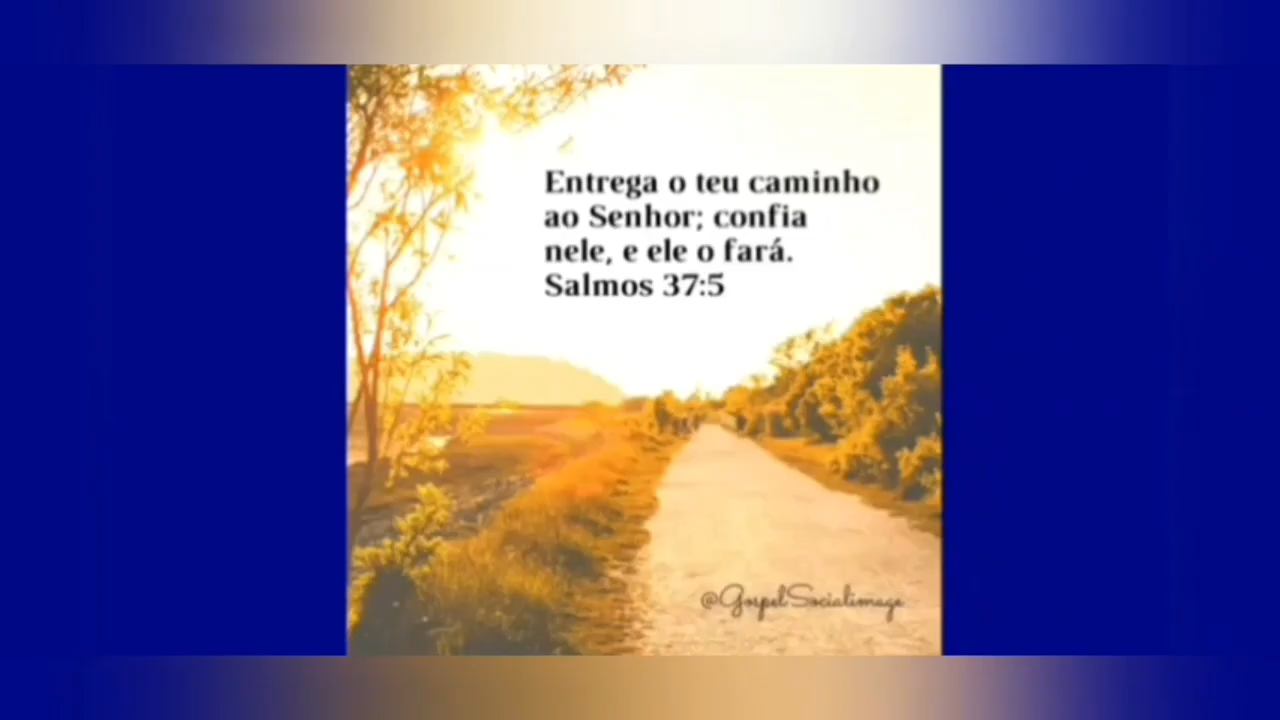 Entrega o teu caminho
ao Senhor; confia
nele, e ele o fará.
Salmos 37:5
@GospelSocialimage